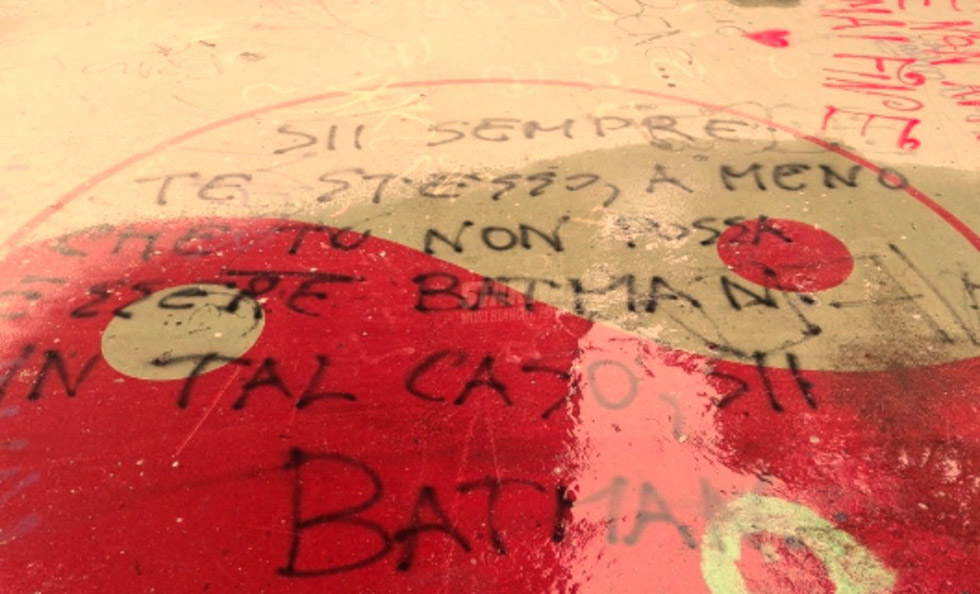 SII SEMPRE
TE STESSO, A MENO
CHE TU NON POSSA
ESSERE BATMAN.
IN TAL CASO, SII
BATMAN